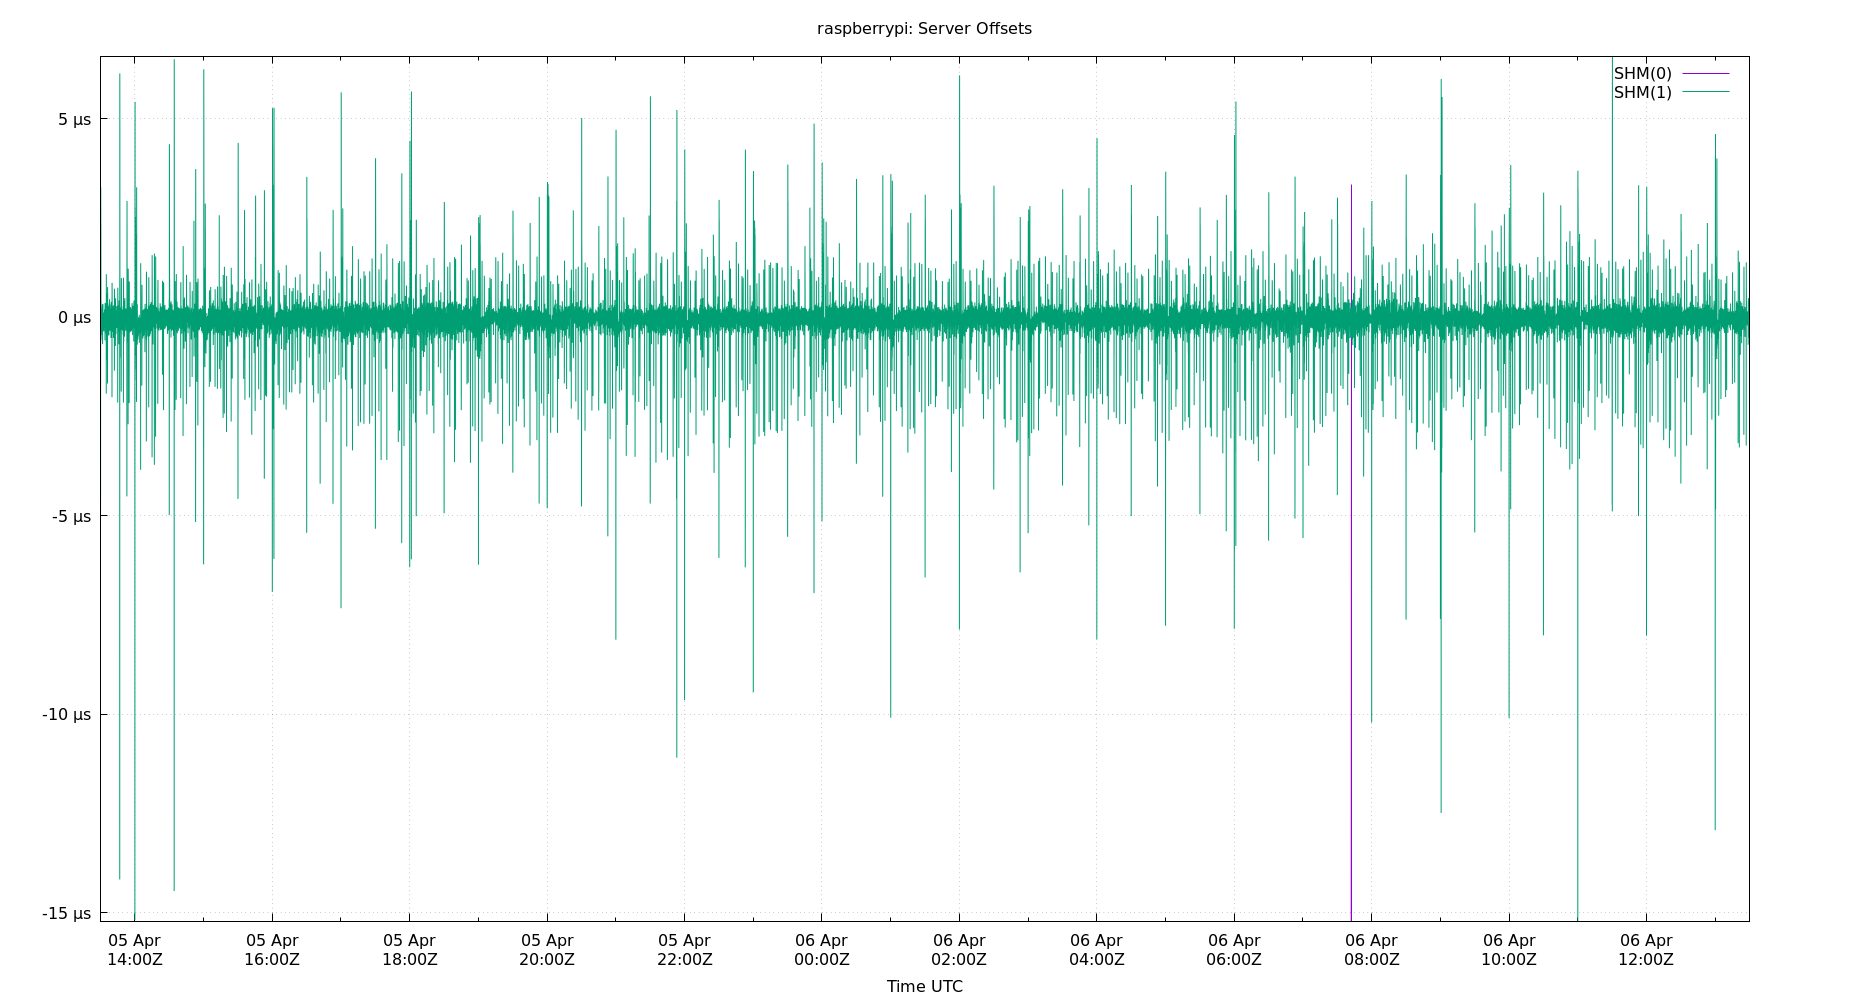 raspberrypi: Server Offsets
SHM(0)
SHM(1)
5 µs
0 µs
-5 µs
-10 µs
-15 µs
05 Apr 05 Apr 05 Apr 05 Apr 05 Apr 06 Apr 06 Apr 06 Apr 06 Apr 06 Apr 06 Apr 06 Apr
14:00Z 16:00Z 18:00Z 20:00Z 22:00Z 00:00Z 02:00Z 04:00Z 06:00Z 08:00Z 10:00Z 12:00Z
Time UTC